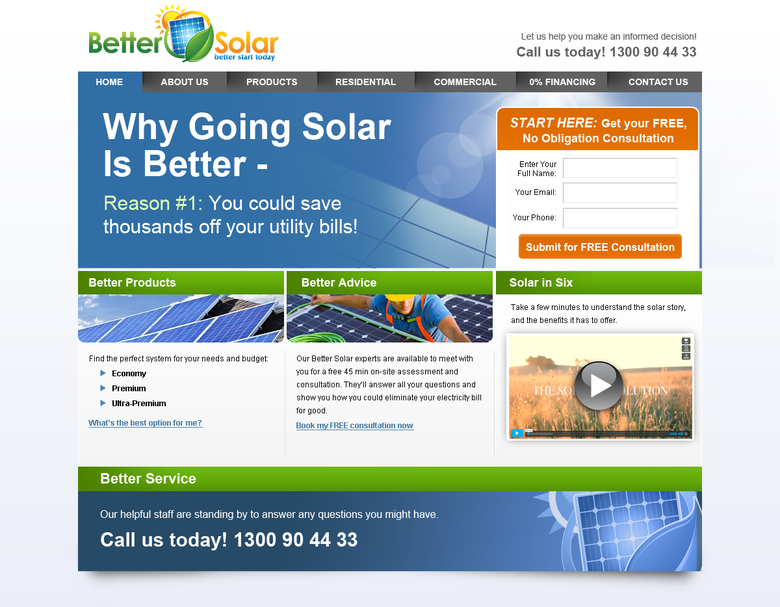 Better Solar
better start today
Let us help you make an informed decision!
Call us today! 1300 90 44 33
HOME
ABOUT US
PRODUCTS
RESIDENTIAL
COMMERCIAL
0% FINANCING
CONTACT US
Why Going Solar
Is Better -
Reason #1: You could save
thousands off your utility bills!
START HERE: Get your FREE,
No Obligation Consultation
Enter Your
Full Name:
Your Email:
Your Phone:
Submit for FREE Consultation
Better Products
Find the perfect system for your needs and budget:
Economy
Premium
Ultra-Premium
What's the best option for me?
Better Advice
Our Better Solar experts are available to meet with
you for a free 45 min on-site assessment and
consultation. They'll answer all your questions and
show you how you could eliminate your electricity bill
for good.
Book my FREE consultation now
Solar in Six
Take a few minutes to understand the solar story,
and the benefits it has to offer.
Better Service
Our helpful staff are standing by to answer any questions you might have.
Call us today! 1300 90 44 33